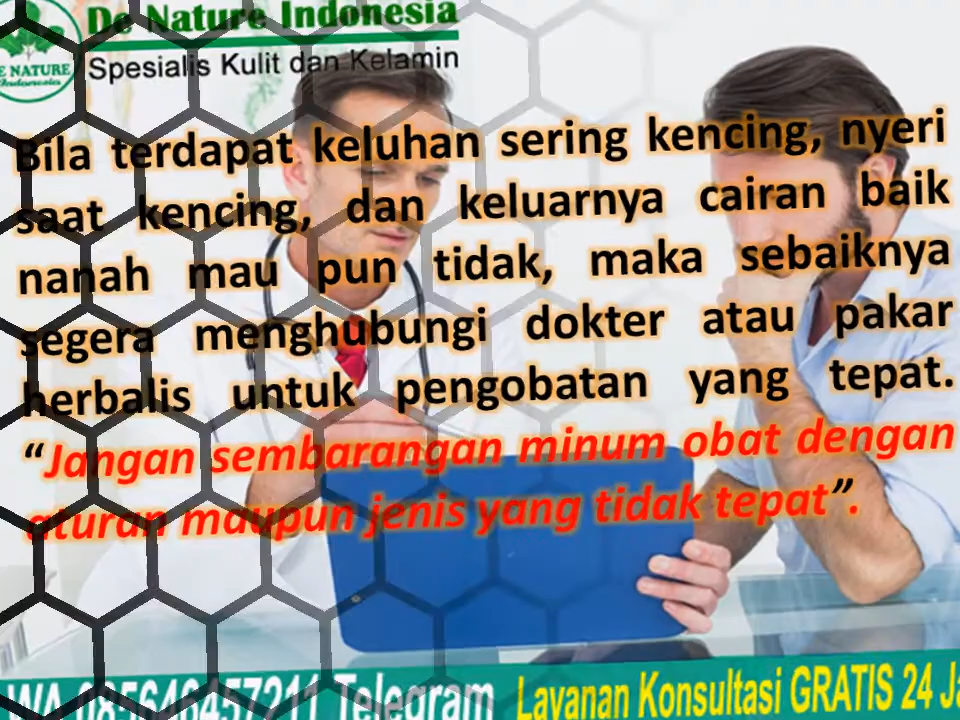 De Nature Indonesia
Spesialis Kulit dan Kelamin
E NATURE
Indonesia
Bila terdapat keluhan sering kencing, nyeri
saat kencing, dan keluarnya cairan baik
nanah mau pun tidak, maka sebaiknya
segera menghubungi dokter atau pakar
herbalis untuk pengobatan yang tepat.
“Jangan sembarangan minum obat dengan
aturan maupun jenis yang tidak tepat”.
WA 085646457211 Telegram Layanan Konsultasi GRATIS 24 Ja